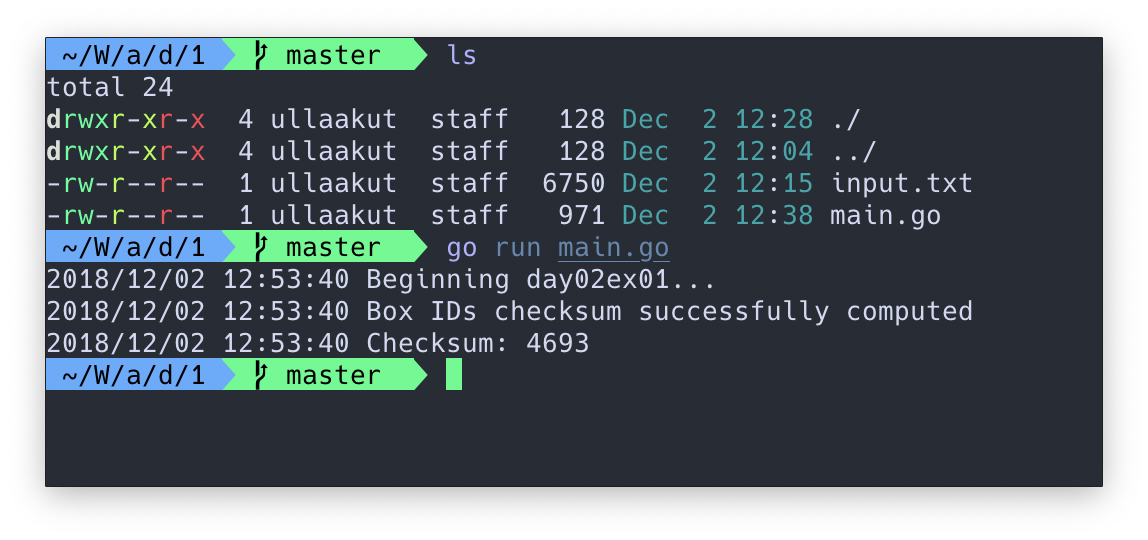 ~/W/a/d/1 master ls
total 24
drwxr-xr-x 4 ullaakut staff 128 Dec 2 12:28 ./
drwxr-xr-x 4 ullaakut staff 128 Dec 2 12:04 ../
-rw-r--r-- 1 ullaakut staff 6750 Dec 2 12:15 input.txt
-rw-r--r-- 1 ullaakut staff 971 Dec 2 12:38 main.go
~/W/a/d/1 master go run main.go
2018/12/02 12:53:40 Beginning day02ex01...
2018/12/02 12:53:40 Box IDs checksum successfully computed
2018/12/02 12:53:40 Checksum: 4693
~/W/a/d/1 master